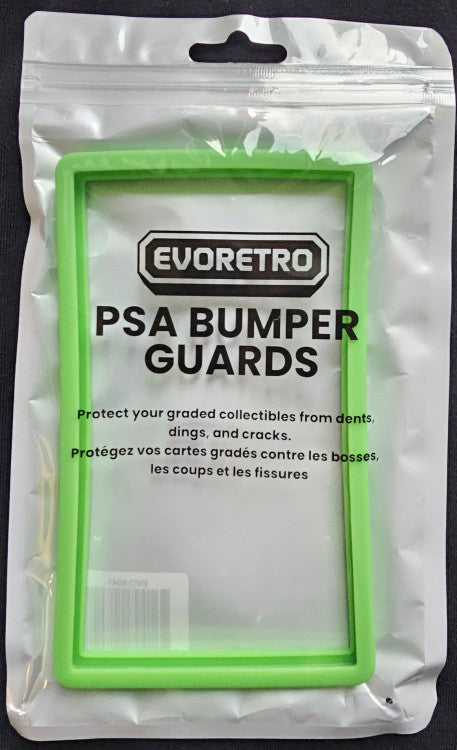 EVORETRO
PSA BUMPER
GUARDS
Protect your graded collectibles from dents,
dings, and cracks.
Protégez vos cartes gradés contre les bosses,
les coups et les fissures